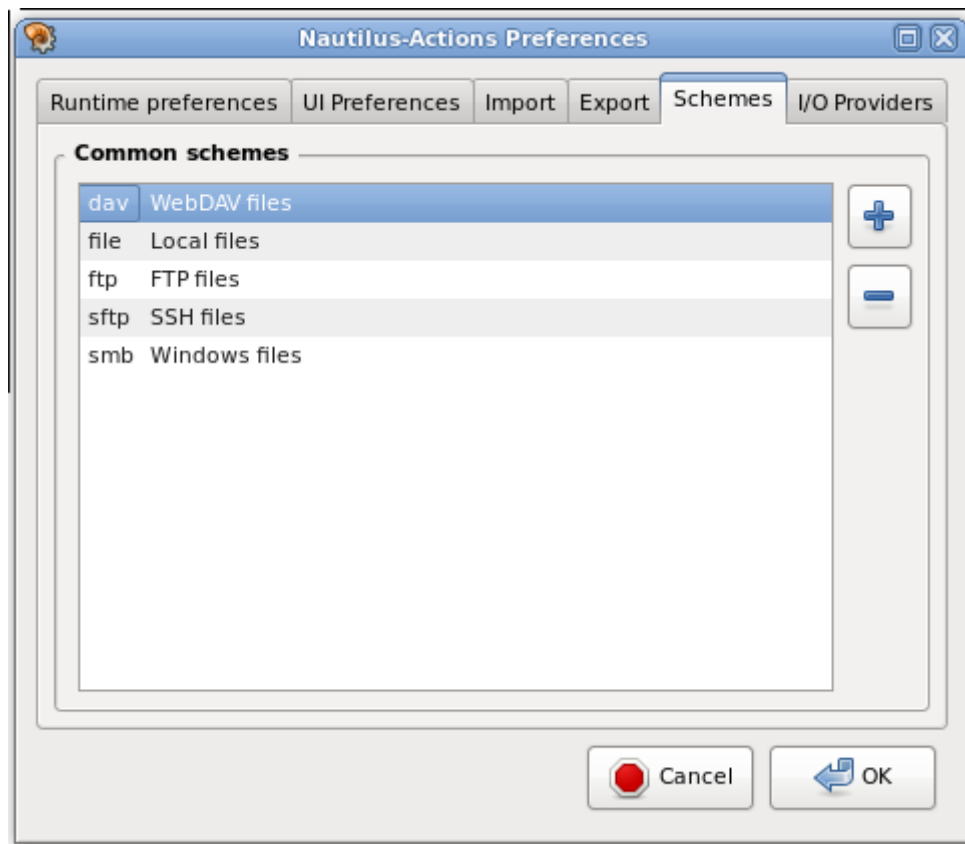 Nautilus-Actions Preferences
Runtime preferences UI Preferences Import Export Schemes I/O Providers
Common schemes
dav WebDAV files
file Local files
ftp FTP files
sftp SSH files
smb Windows files
Cancel OK